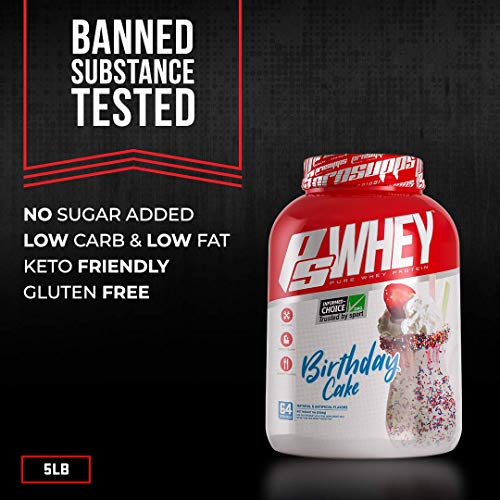 BANNED
SUBSTANCE
TESTED
NO SUGAR ADDED
LOW CARB & LOW FAT
KETO FRIENDLY
GLUTEN FREE
5LB
PROSUPPS
PS WHEY
PURE WHEY PROTEIN
INFORMED-CHOICE
Trusted by sport
Birthday
Cake
64
NATURAL & ARTIFICIAL FLAVORS